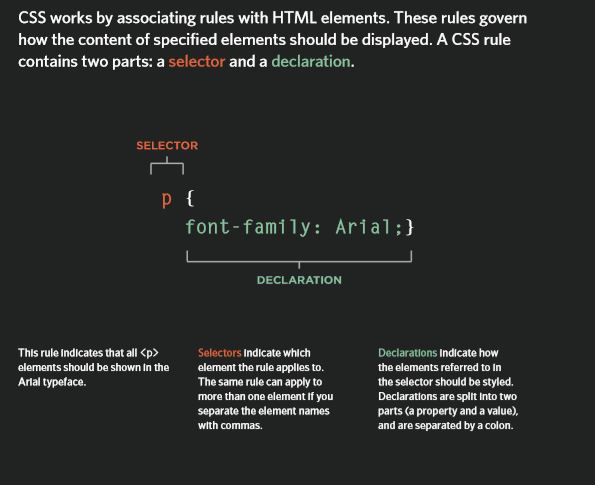 CSS works by associating rules with HTML elements. These rules govern
how the content of specified elements should be displayed. A CSS rule
contains two parts: a selector and a declaration.
SELECTOR
p {
font-family: Arial;}
DECLARATION
This rule indicates that all <p>
elements should be shown in the
Arial typeface.
Selectors indicate which
element the rule applies to.
The same rule can apply to
more than one element if you
separate the element names
with commas.
Declarations indicate how
the elements referred to in
the selector should be styled.
Declarations are split into two
parts (a property and a value),
and are separated by a colon.